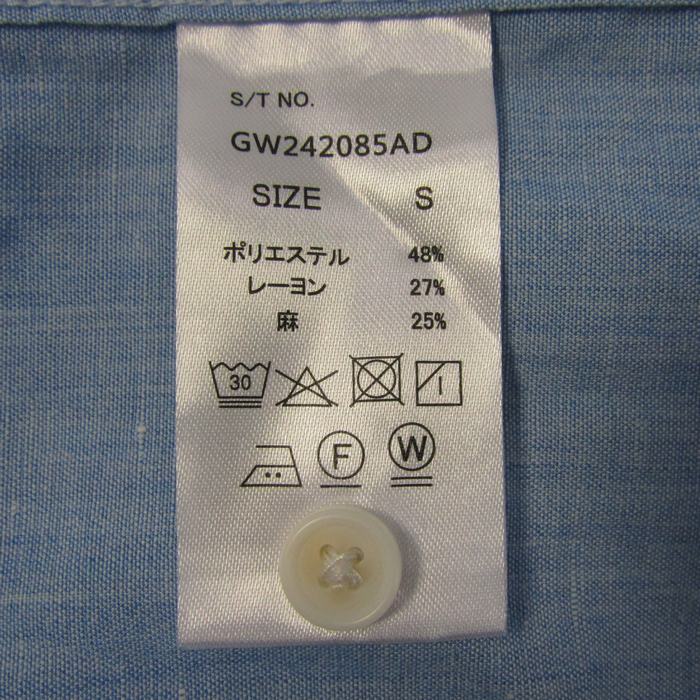 S/T NO.
GW242085AD
SIZE S
ポリエステル 48%
レーヨン 27%
麻 25%
30
F W